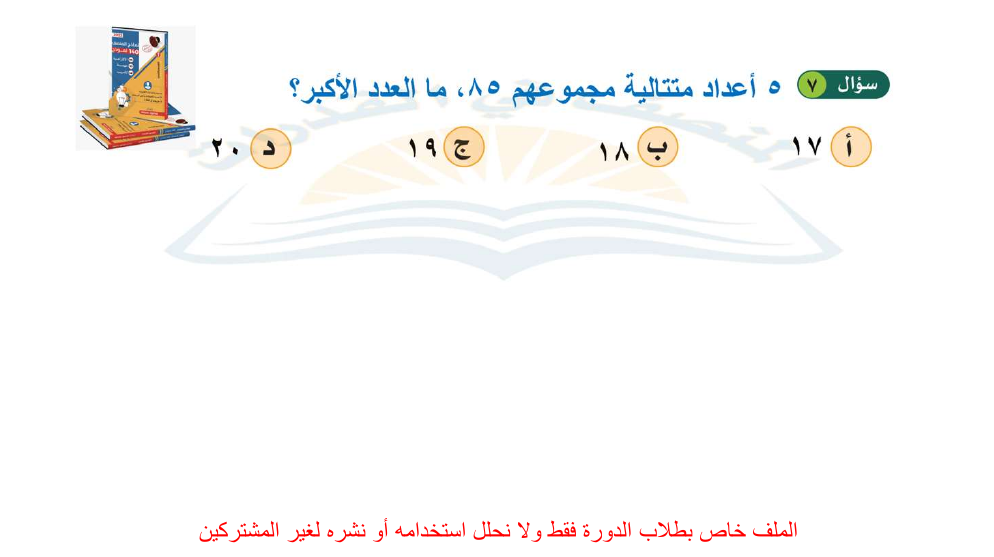 سؤال ٧ ٥ أعداد متتالية مجموعهم ٨٥، ما العدد الأكبر؟
أ ١٧ ب ١٨ ج ١٩ د ٢٠
الملف خاص بطلاب الدورة فقط ولا نحلل استخدامه أو نشره لغير المشتركين